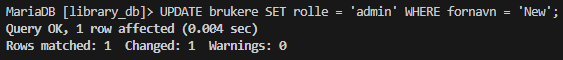 MariaDB [library_db]> UPDATE brukere SET rolle = 'admin' WHERE fornavn = 'New';
Query OK, 1 row affected (0.004 sec)
Rows matched: 1  Changed: 1  Warnings: 0